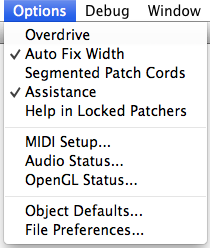 Options Debug Window
Overdrive
✓ Auto Fix Width
Segmented Patch Cords
✓ Assistance
Help in Locked Patchers
MIDI Setup...
Audio Status...
OpenGL Status...
Object Defaults...
File Preferences...